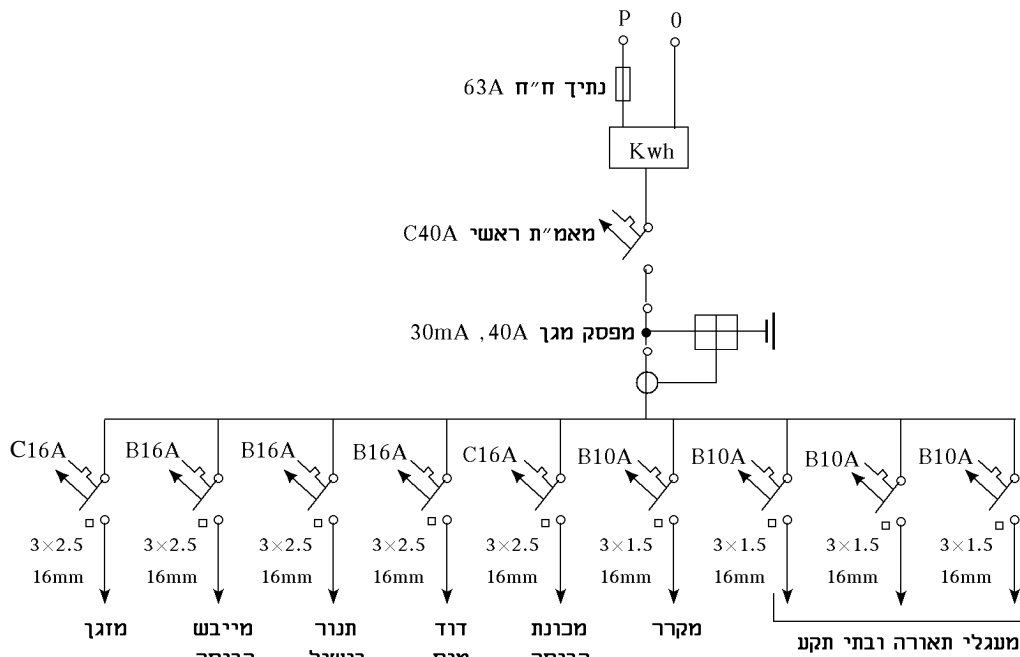 P 0
נתיך ח״ח 63A
Kwh
מאמ״ת ראשי C40A
מפסק מגן 30mA ,40A
C16A B16A B16A B16A C16A B10A B10A B10A B10A
3×2.5 3×2.5 3×2.5 3×2.5 3×2.5 3×1.5 3×1.5 3×1.5 3×1.5
16mm 16mm 16mm 16mm 16mm 16mm 16mm 16mm 16mm
מזגן מייבש תנור דוד מכונת מקרר
מעגלי תאורה ובתי תקע